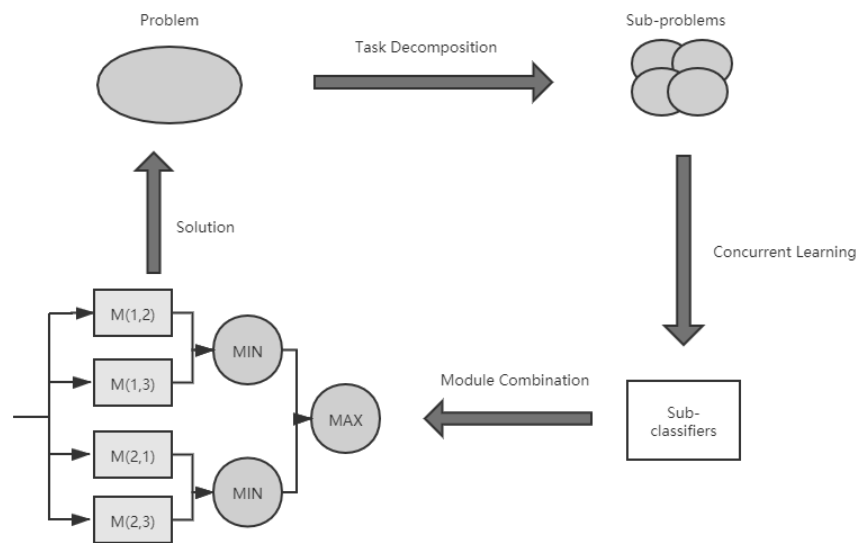 Problem
Sub-problems
Task Decomposition
Solution
Concurrent Learning
M(1,2)
MIN
M(1,3)
Module Combination
MAX
Sub-
classifiers
M(2,1)
MIN
M(2,3)